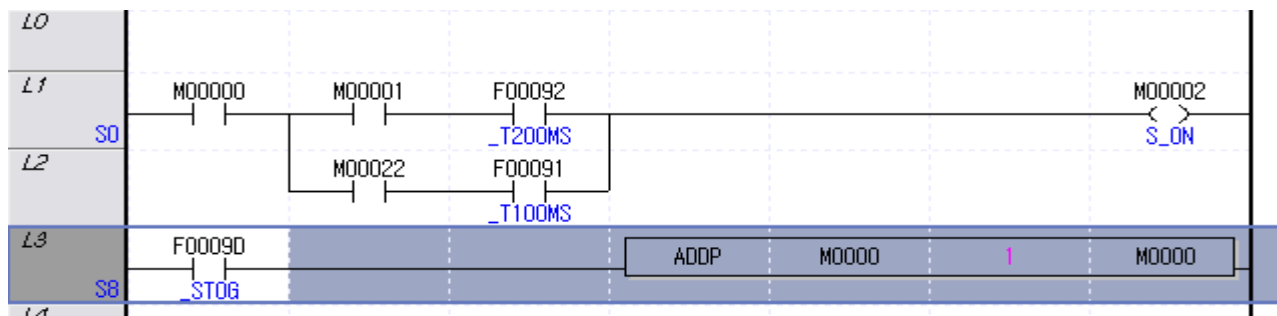 L0
L1
M00000 M00001 F00092 M00002
S0 _T200MS S_ON
L2
M00022 F00091
_T100MS
L3
F0009D ADDP M0000 1 M0000
S8 _STOG